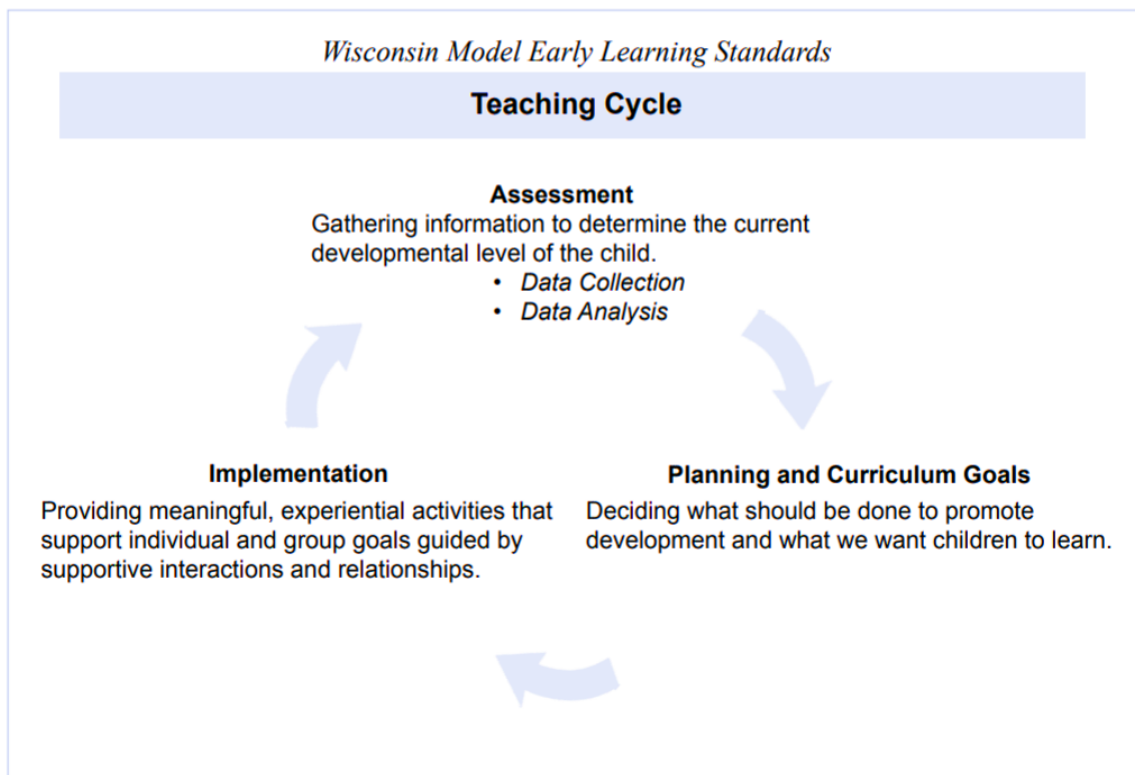 Wisconsin Model Early Learning Standards
Teaching Cycle
Assessment
Gathering information to determine the current
developmental level of the child.
• Data Collection
• Data Analysis
Implementation
Providing meaningful, experiential activities that
support individual and group goals guided by
supportive interactions and relationships.
Planning and Curriculum Goals
Deciding what should be done to promote
development and what we want children to learn.